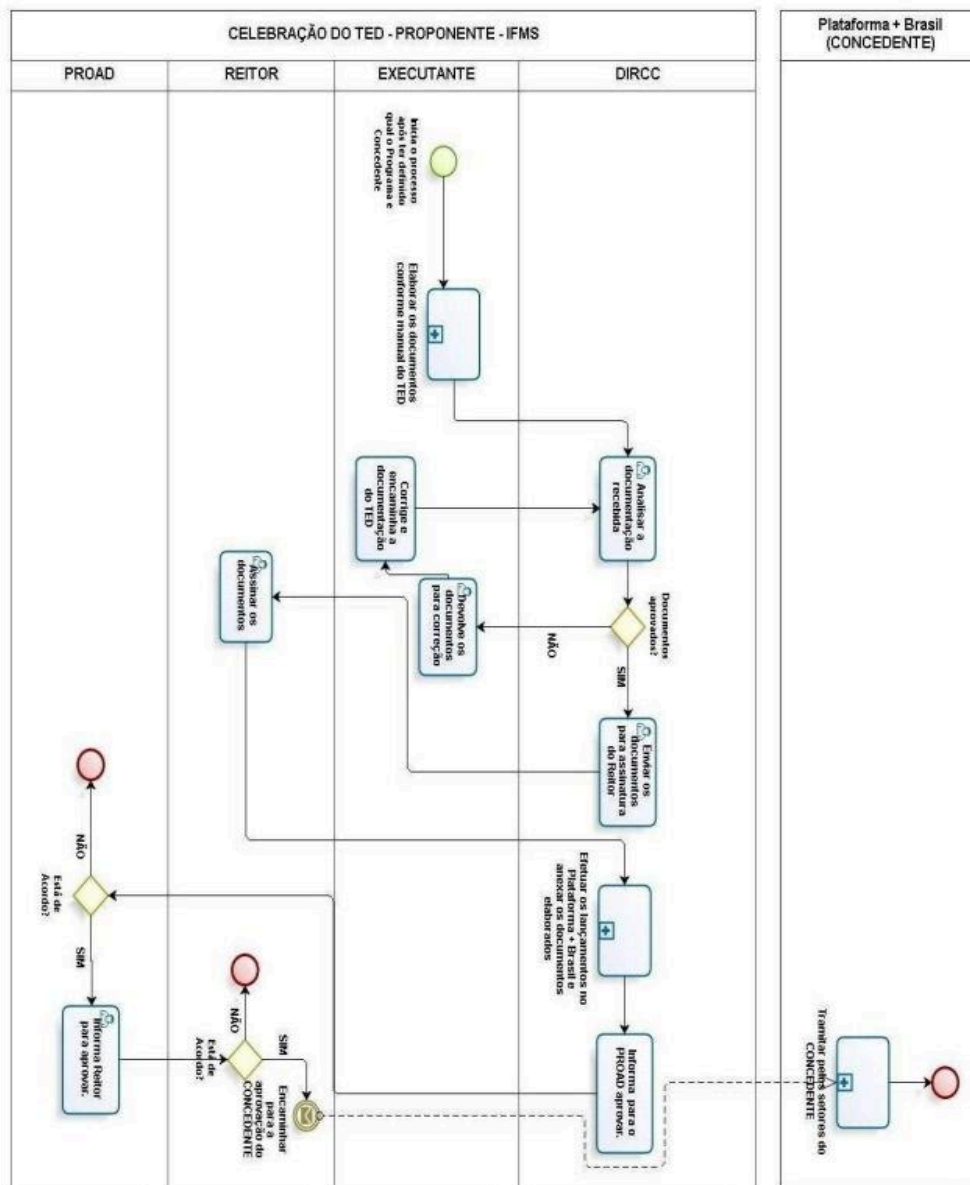 CELEBRAÇÃO DO TED - PROPONENTE - IFMS
Plataforma + Brasil
(CONCEDENTE)
PROAD
REITOR
EXECUTANTE
DIRCC
Inicia o processo
após ter definido
qual o Programa e
Concedente
Elaborar os documentos
conforme manual do TED
Analisar a
documentação
recebida
Corrige e
encaminha a
documentação
do TED
Documentos
aprovados?
NÃO
SIM
Devolve os
documentos
para correção
Assinar os
documentos
Enviar os
documentos
para assinatura
do Reitor
Efetuar os lançamentos no
Plataforma + Brasil e
anexar os documentos
elaborados
Informa para o
PROAD aprovar.
NÃO
Está de
Acordo?
SIM
Informa Reitor
para aprovar.
NÃO
Está de
Acordo?
SIM
Encaminhar
para a
aprovação do
CONCEDENTE
Tramitar pelos setores do
CONCEDENTE